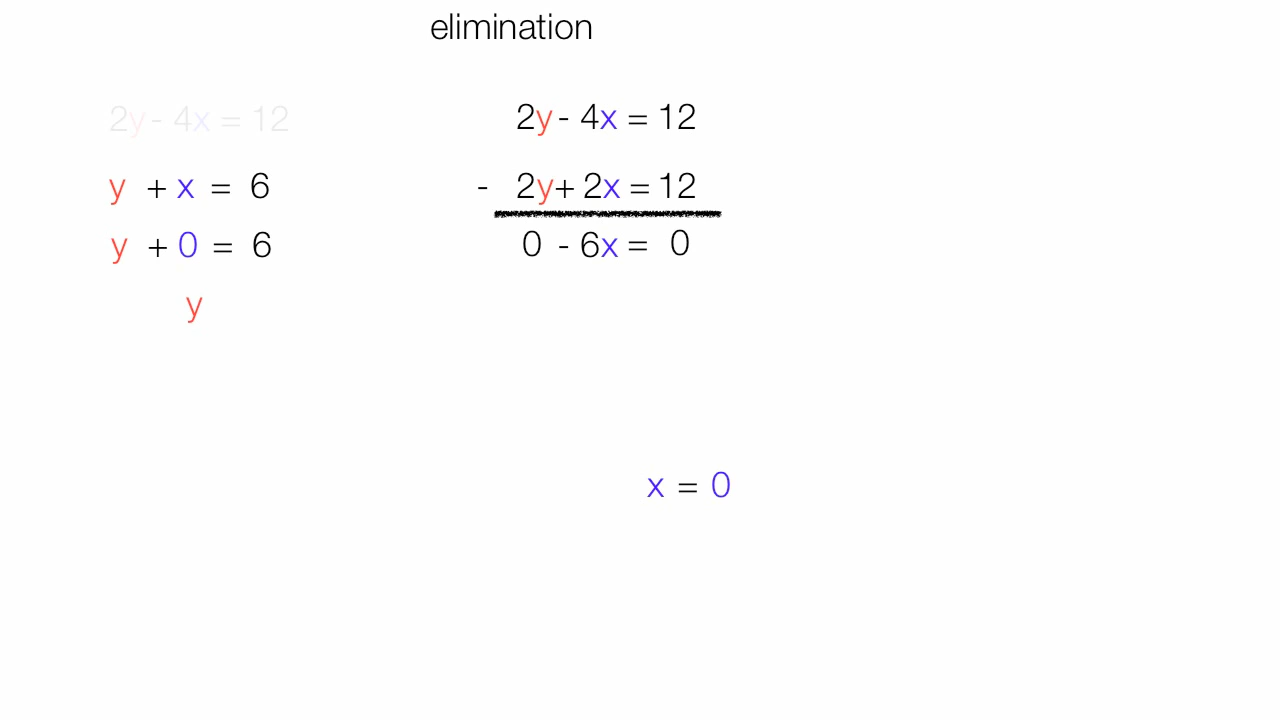 elimination
2y - 4x = 12
y + x = 6
y + 0 = 6
y
2y - 4x = 12
- 2y + 2x = 12
0 - 6x = 0
x = 0